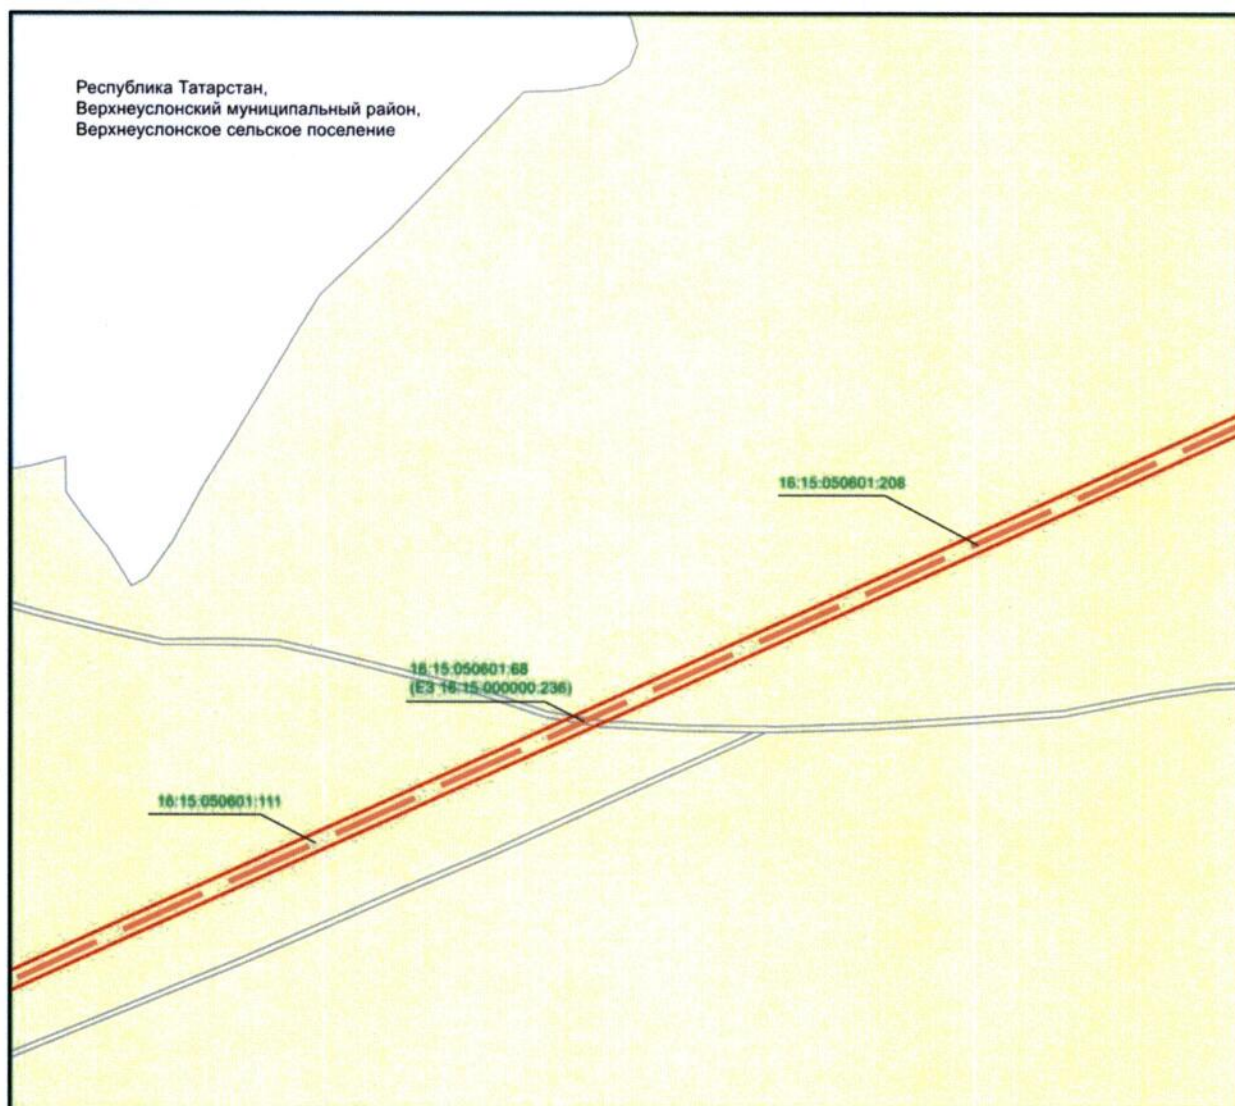 Республика Татарстан,
Верхнеуслонский муниципальный район,
Верхнеуслонское сельское поселение
16:15:050601:208
16:15:050601:68
(ЕЗ 16:15:000000:236)
16:15:050601:111